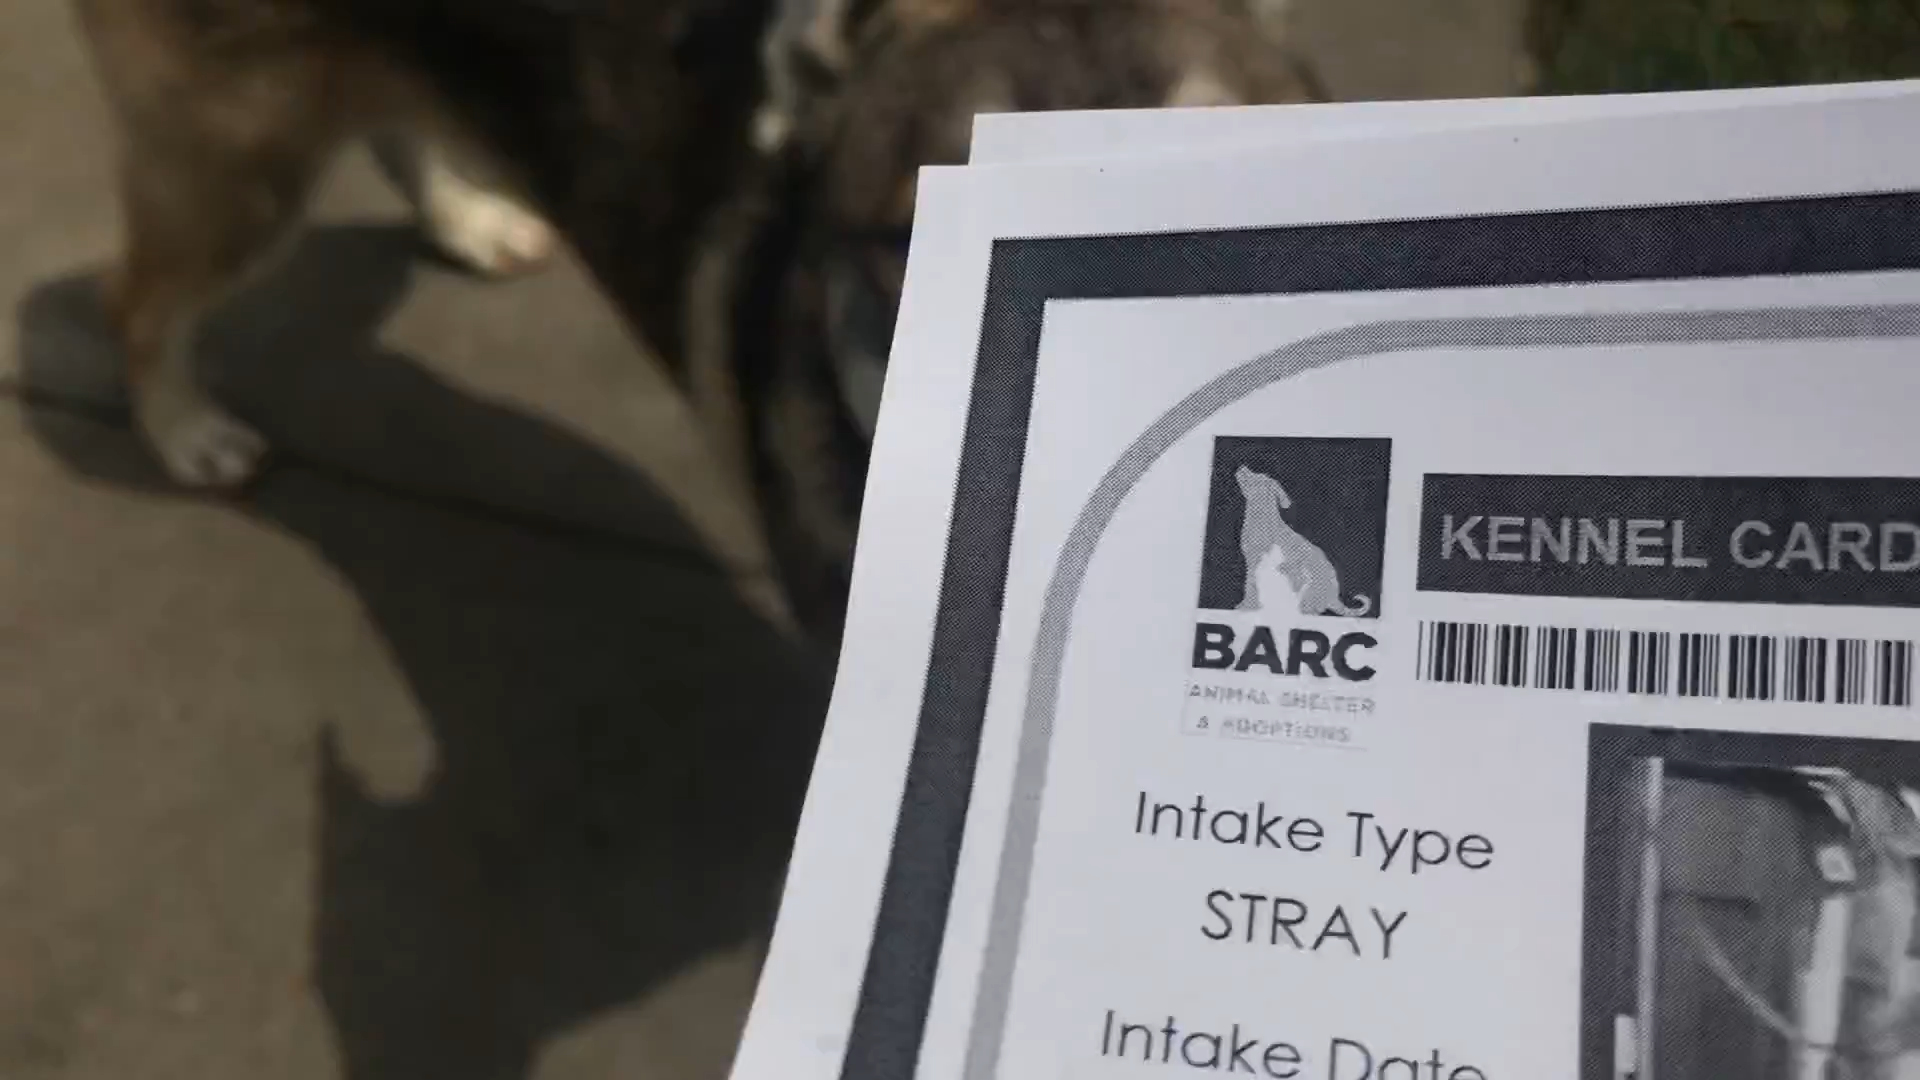 KENNEL CARD
BARC
ANIMAL SHELTER
& ADOPTIONS
Intake Type
STRAY
Intake Date